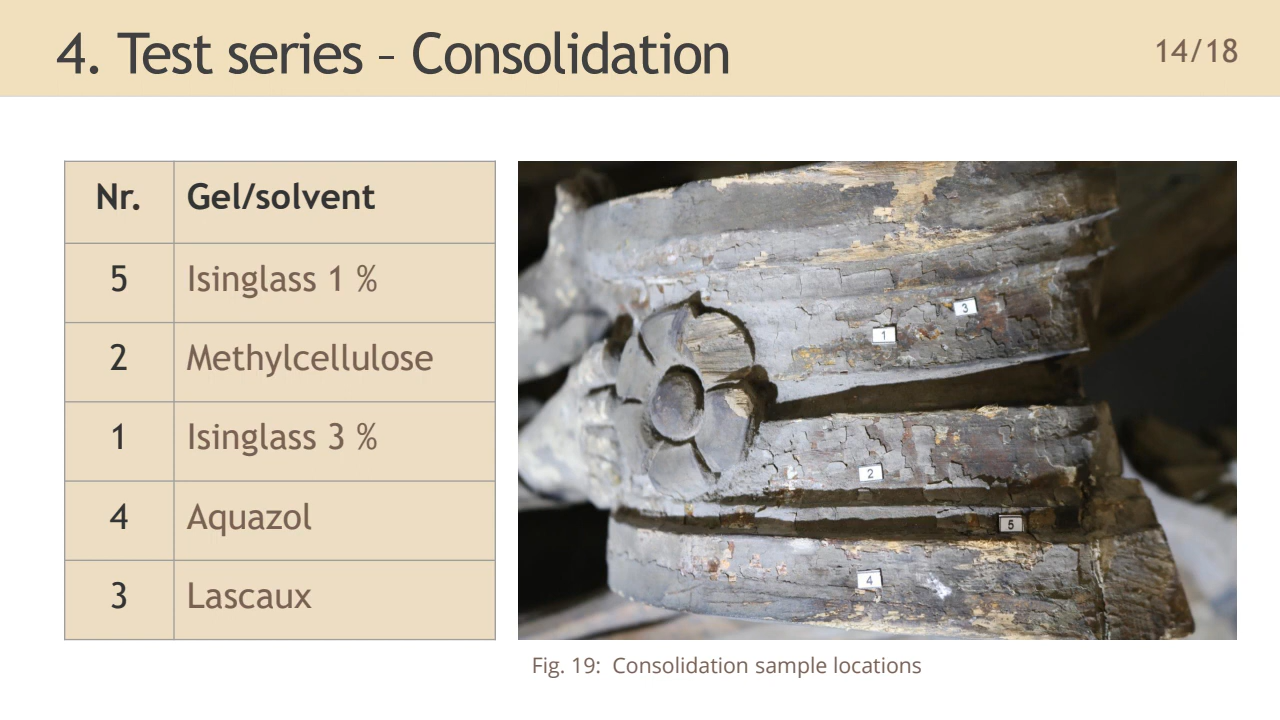 4. Test series – Consolidation
14/18
Nr. Gel/solvent
5 Isinglass 1 %
2 Methylcellulose
1 Isinglass 3 %
4 Aquazol
3 Lascaux
3
1
2
5
4
Fig. 19: Consolidation sample locations